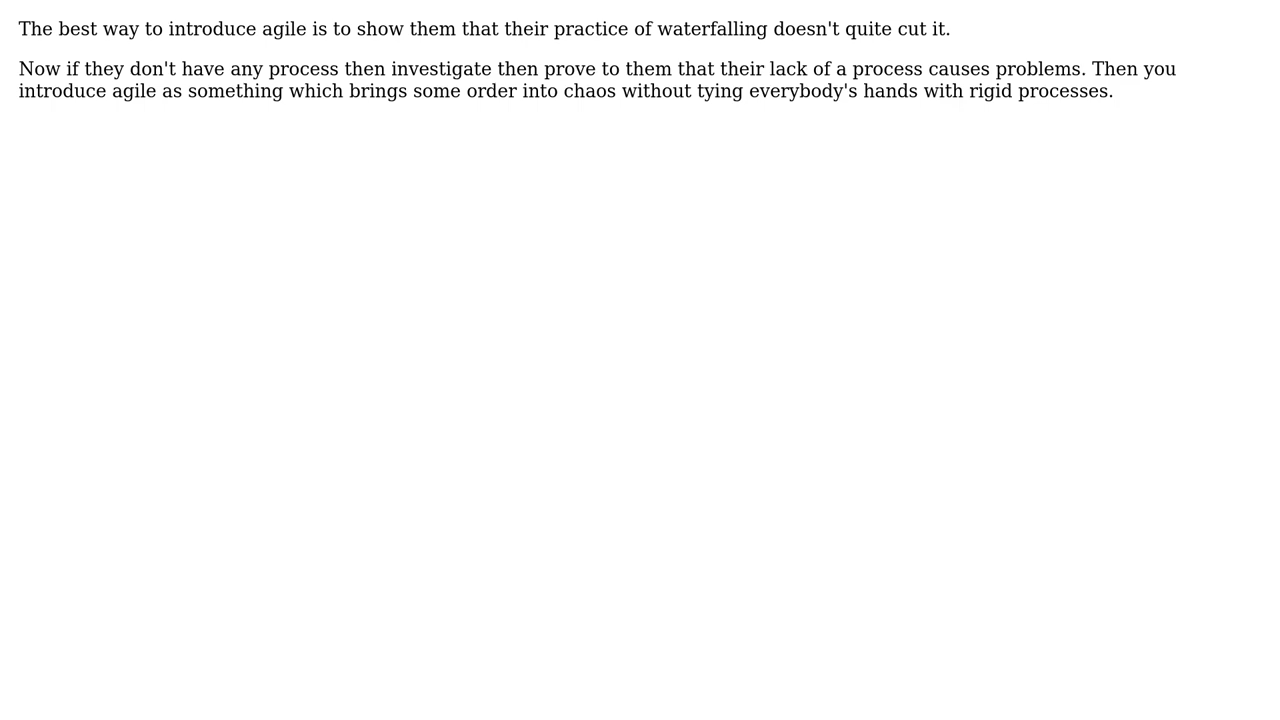 The best way to introduce agile is to show them that their practice of waterfalling doesn't quite cut it.
Now if they don't have any process then investigate then prove to them that their lack of a process causes problems. Then you
introduce agile as something which brings some order into chaos without tying everybody's hands with rigid processes.